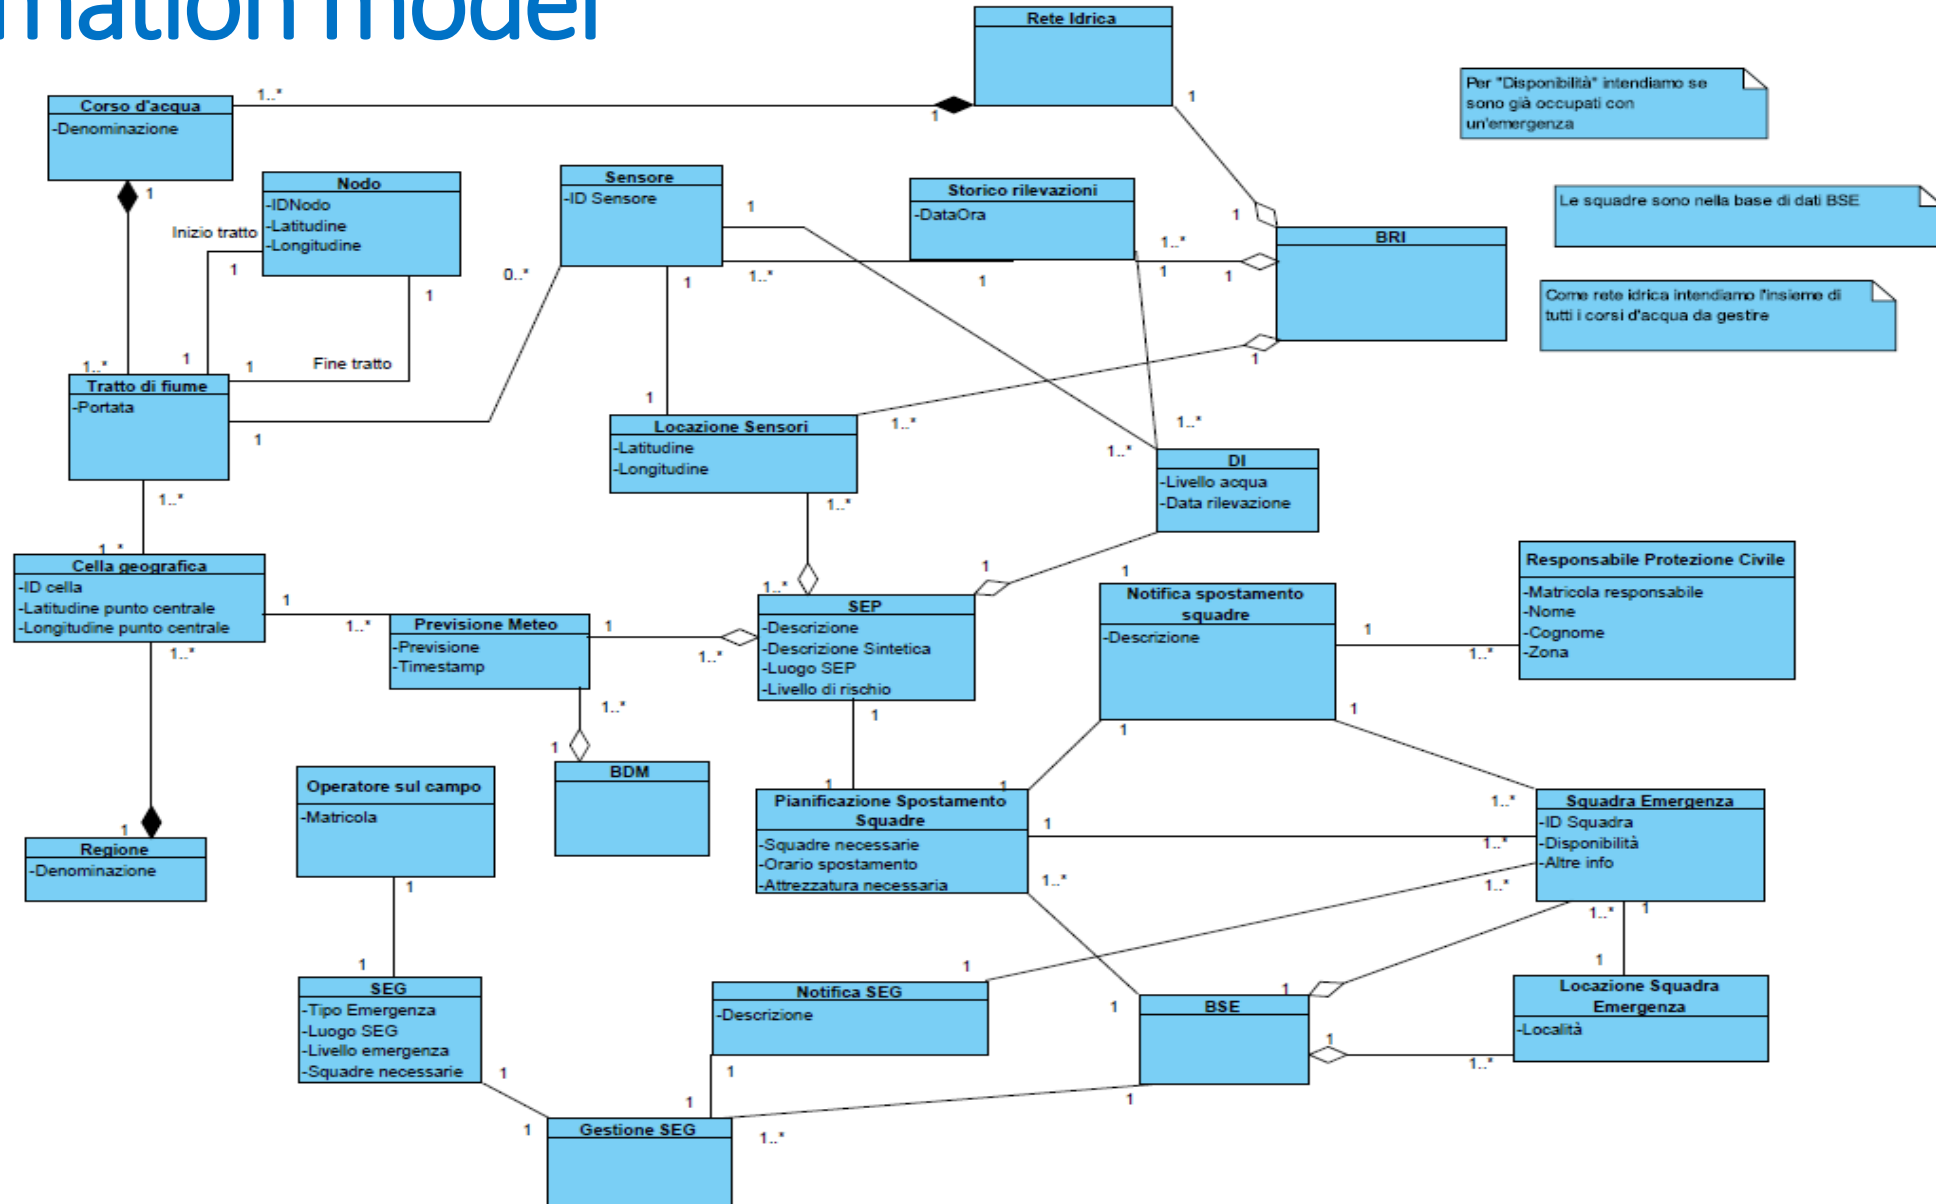 mation model
Rete Idrica
1
1..*
1
Corso d'acqua
-Denominazione
1
Per "Disponibilità" intendiamo se
sono già occupati con
un'emergenza
Nodo
-IDNodo
-Latitudine
-Longitudine
Inizio tratto
1
1
Sensore
-ID Sensore
1
Storico rilevazioni
-DataOra
Le squadre sono nella base di dati BSE
1
BRI
1..*
1
1
0..*
1
1..*
1
Come rete idrica intendiamo l'insieme di
tutti i corsi d'acqua da gestire
1
1
Fine tratto
1
1..*
Tratto di fiume
-Portata
1
1
Locazione Sensori
-Latitudine
-Longitudine
1..*
1..*
1..*
DI
-Livello acqua
-Data rilevazione
1..*
1..*
1..*
Cella geografica
-ID cella
-Latitudine punto centrale
-Longitudine punto centrale
1
1..*
1..*
Previsione Meteo
-Previsione
-Timestamp
1
1..*
1..*
1
SEP
-Descrizione
-Descrizione Sintetica
-Luogo SEP
-Livello di rischio
1
1
Notifica spostamento
squadre
-Descrizione
1
1..*
Responsabile Protezione Civile
-Matricola responsabile
-Nome
-Cognome
-Zona
1..*
1
BDM
1
1
1
1
1
Operatore sul campo
-Matricola
1
Pianificazione Spostamento
Squadre
-Squadre necessarie
-Orario spostamento
-Attrezzatura necessaria
1
1..*
1..*
Squadra Emergenza
-ID Squadra
-Disponibilità
-Altre info
1..*
1..*
1..*
1
1
Regione
-Denominazione
1
SEG
-Tipo Emergenza
-Luogo SEG
-Livello emergenza
-Squadre necessarie
1
Notifica SEG
-Descrizione
1
1
1
BSE
1
1..*
1
Locazione Squadra
Emergenza
-Località
1
1
1
1
1..*
1
Gestione SEG